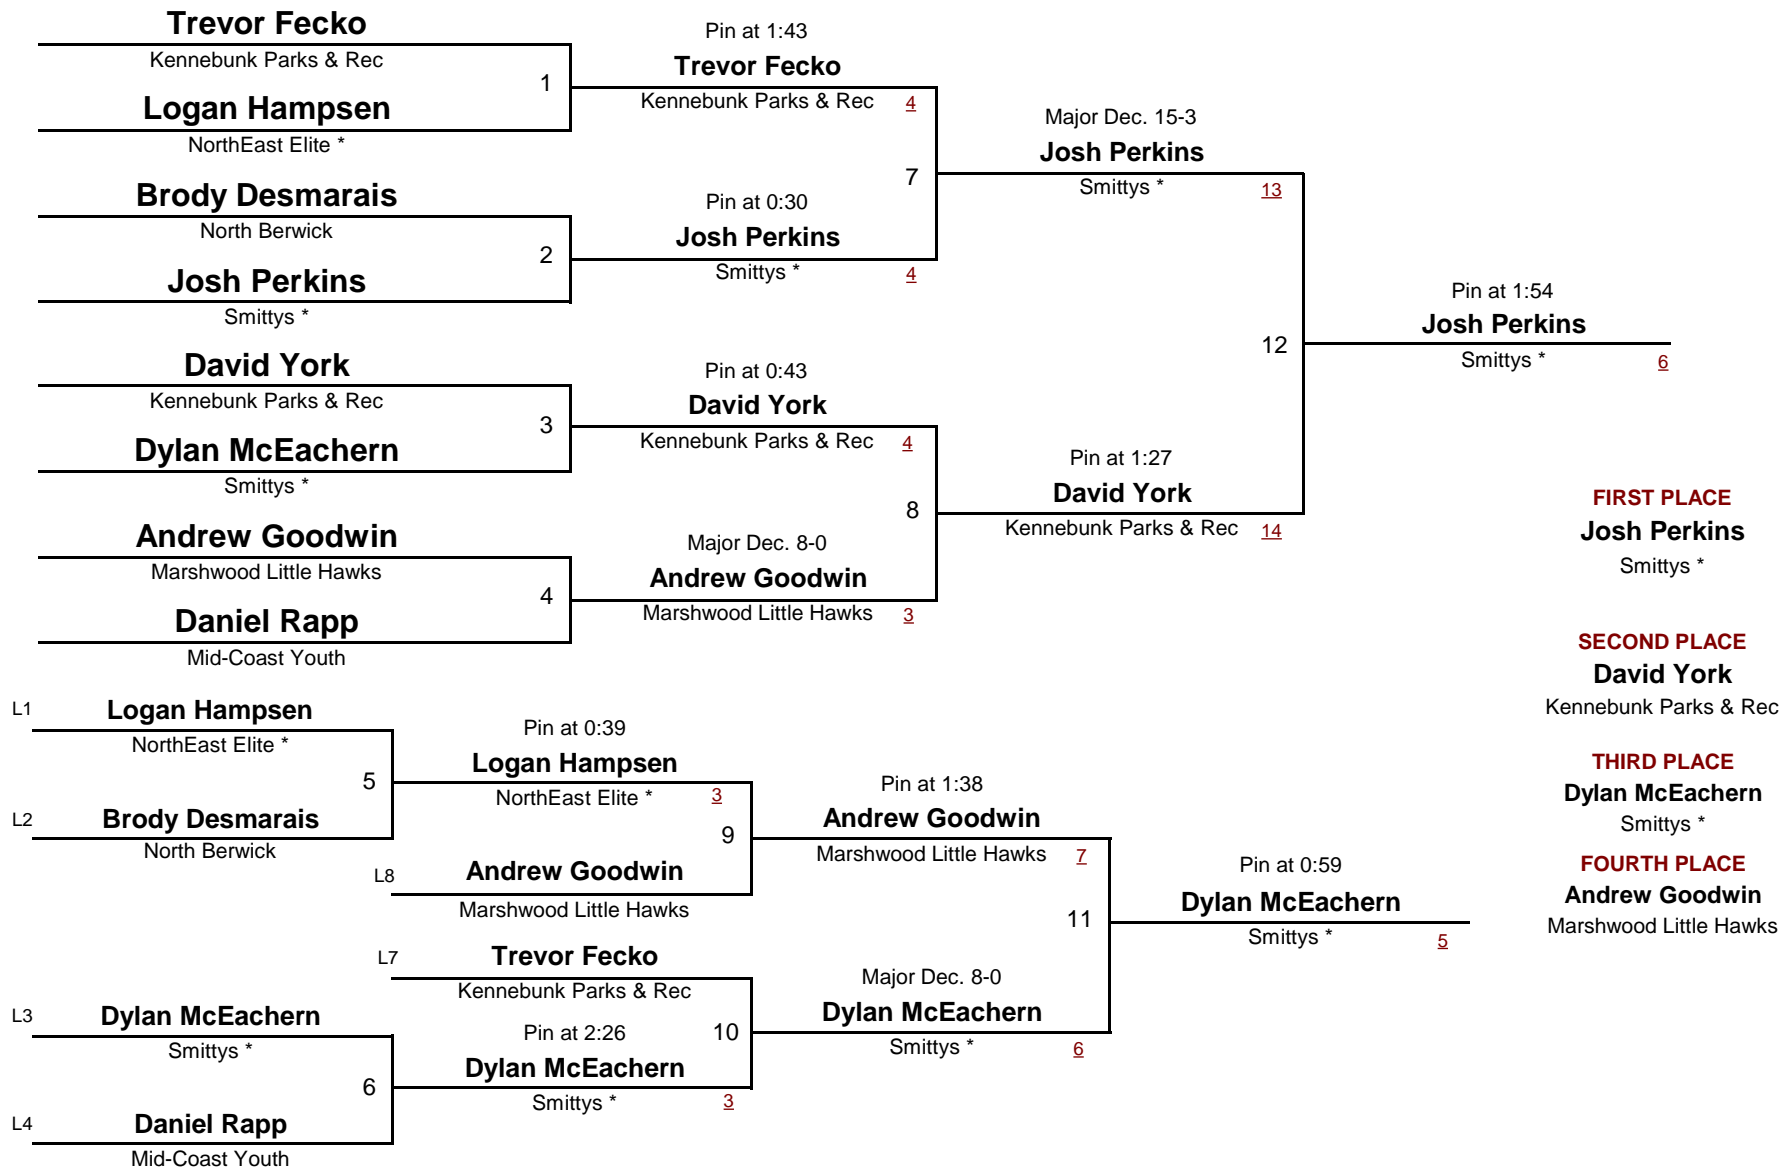 Trevor Fecko
Kennebunk Parks & Rec
1
Logan Hampsen
NorthEast Elite *
Brody Desmarais
North Berwick
2
Josh Perkins
Smittys *
David York
Kennebunk Parks & Rec
3
Dylan McEachern
Smittys *
Andrew Goodwin
Marshwood Little Hawks
4
Daniel Rapp
Mid-Coast Youth
Pin at 1:43
Trevor Fecko
Kennebunk Parks & Rec 4
7
Pin at 0:30
Josh Perkins
Smittys * 4
Pin at 0:43
David York
Kennebunk Parks & Rec 4
8
Major Dec. 8-0
Andrew Goodwin
Marshwood Little Hawks 3
Major Dec. 15-3
Josh Perkins
Smittys * 13
12
Pin at 1:27
David York
Kennebunk Parks & Rec 14
Pin at 1:54
Josh Perkins
Smittys * 6
L1 Logan Hampsen
NorthEast Elite *
5
L2 Brody Desmarais
North Berwick
Pin at 0:39
Logan Hampsen
NorthEast Elite * 3
9
L8 Andrew Goodwin
Marshwood Little Hawks
L7 Trevor Fecko
Kennebunk Parks & Rec
10
L3 Dylan McEachern
Smittys *
6
L4 Daniel Rapp
Mid-Coast Youth
Pin at 2:26
Dylan McEachern
Smittys * 3
Pin at 1:38
Andrew Goodwin
Marshwood Little Hawks 7
11
Major Dec. 8-0
Dylan McEachern
Smittys * 6
Pin at 0:59
Dylan McEachern
Smittys * 5
FIRST PLACE
Josh Perkins
Smittys *
SECOND PLACE
David York
Kennebunk Parks & Rec
THIRD PLACE
Dylan McEachern
Smittys *
FOURTH PLACE
Andrew Goodwin
Marshwood Little Hawks